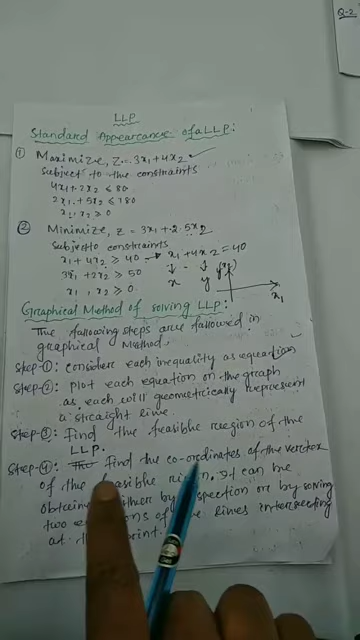 Q-2
LLP
Standard Appearance of a LLP:
① Maximize, Z = 3x1 + 4x2
Subject to the constraints
4x1 + 2x2 ≤ 80
2x1 + 5x2 ≤ 180
x1, x2 ≥ 0
② Minimize, Z = 3x1 + 2.5x2
Subject to constraints
x1 + 4x2 ≥ 40 → x1 + 4x2 = 40
3x1 + 2x2 ≥ 50
x y
x1, x2 ≥ 0.
x1
Graphical Method of solving LLP:
The following steps are followed in
graphical Method.
Step-①: consider each inequality as equation
Step-②: plot each equation on the graph
as each will geometrically represent
a straight line.
Step-③: Find the feasible region of the
LLP.
Step-④: Find the co-ordinates of the vertex
of the feasible region. It can be
by inspection or by solving
two of the lines intersecting
at